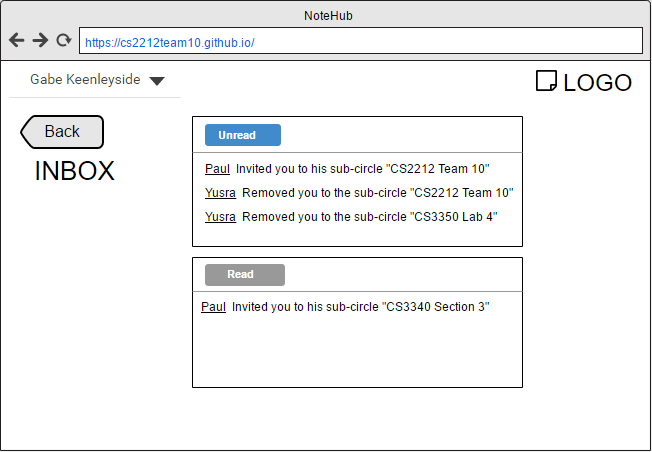 NoteHub
https://cs2212team10.github.io/
Gabe Keenleyside
LOGO
Back
INBOX
Unread
Paul Invited you to his sub-circle "CS2212 Team 10"
Yusra Removed you to the sub-circle "CS2212 Team 10"
Yusra Removed you to the sub-circle "CS3350 Lab 4"
Read
Paul Invited you to his sub-circle "CS3340 Section 3"